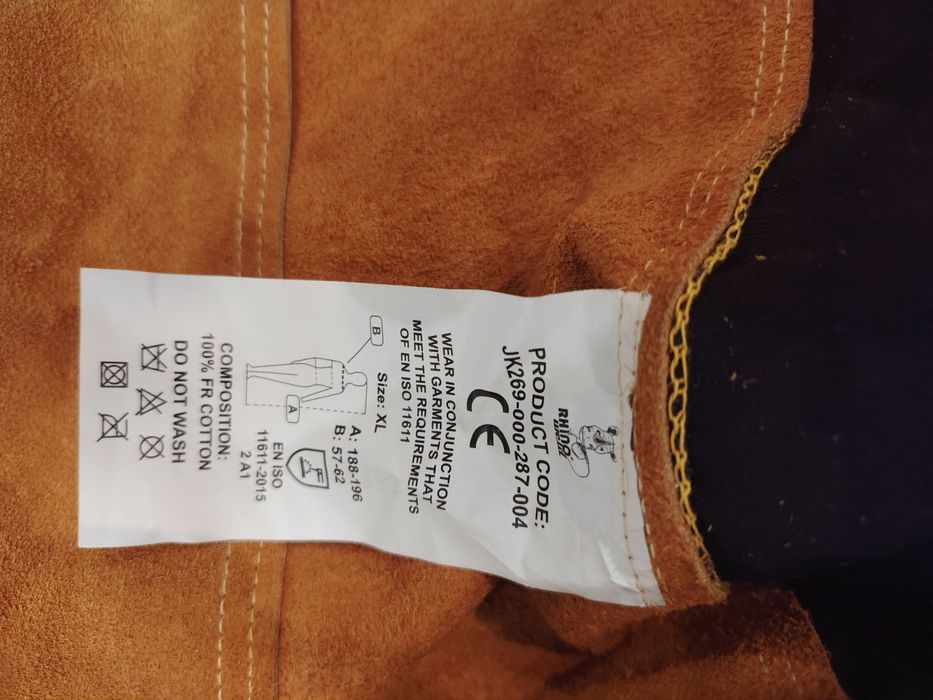 RHINO
PRODUCT CODE:
JK269-000-287-004
CE
WEAR IN CONJUNCTION
WITH GARMENTS THAT
MEET THE REQUIREMENTS
OF EN ISO 11611
Size: XL
A: 188-196
B: 57-62
B
A
EN ISO
11611-2015
2 A1
COMPOSITION:
100% FR COTTON
DO NOT WASH